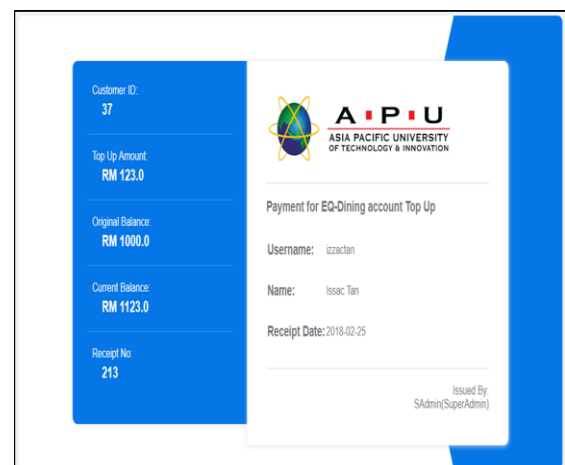 Customer ID:
37
Top Up Amount:
RM 123.0
Original Balance:
RM 1000.0
Current Balance:
RM 1123.0
Receipt No:
213
A P U
ASIA PACIFIC UNIVERSITY
OF TECHNOLOGY & INNOVATION
Payment for EQ-Dining account Top Up
Username: izzactan
Name: Issac Tan
Receipt Date: 2018-02-25
Issued By:
SAdmin(SuperAdmin)